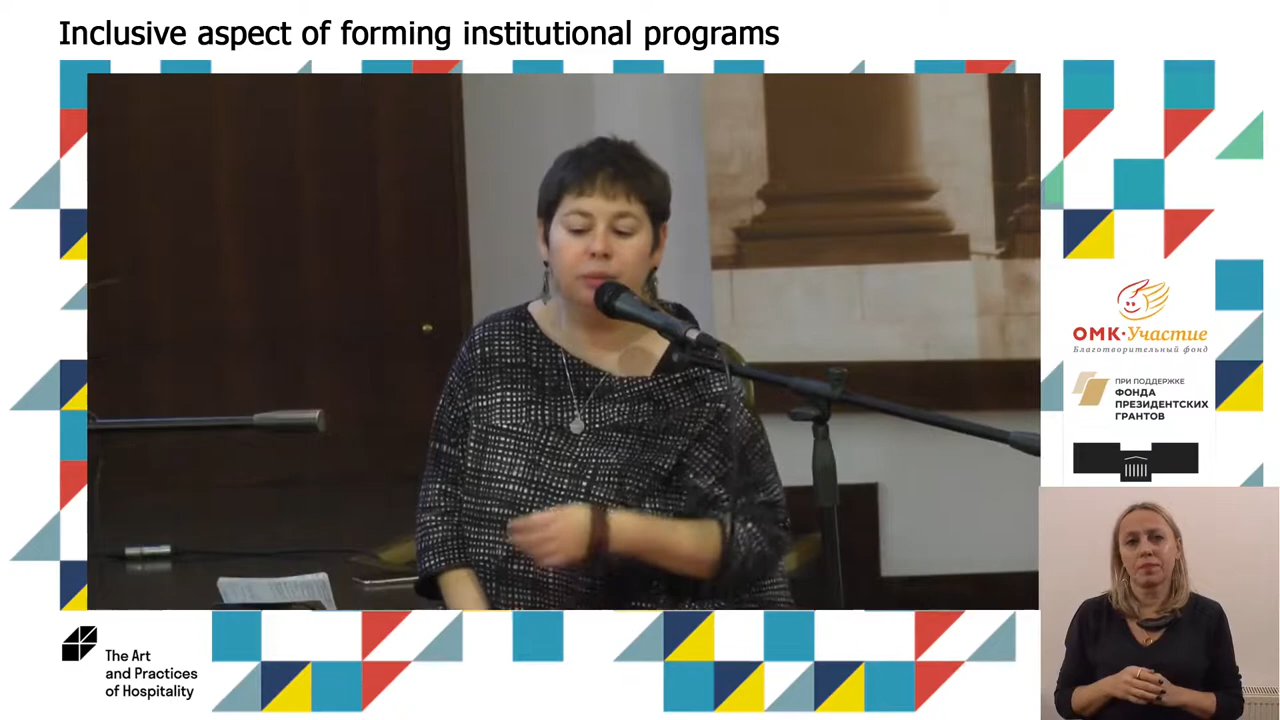 Inclusive aspect of forming institutional programs
ОМК·Участие
Благотворительный фонд
ПРИ ПОДДЕРЖКЕ
ФОНДА
ПРЕЗИДЕНТСКИХ
ГРАНТОВ
The Art
and Practices
of Hospitality